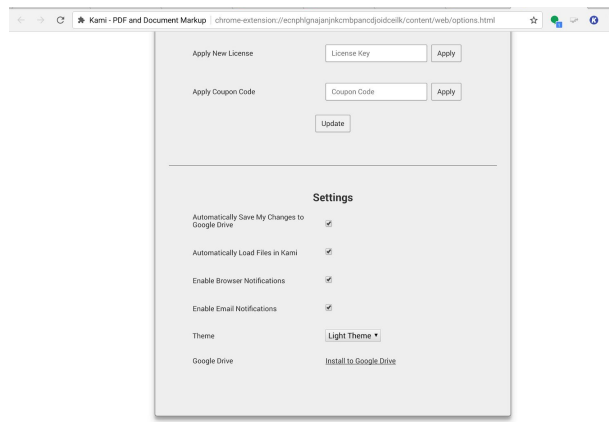 Kami - PDF and Document Markup | chrome-extension://ecnphlgnajanjnkcmbpancdjoidceilk/content/web/options.html
Apply New License License Key Apply
Apply Coupon Code Coupon Code Apply
Update
Settings
Automatically Save My Changes to
Google Drive
Automatically Load Files in Kami
Enable Browser Notifications
Enable Email Notifications
Theme Light Theme
Google Drive Install to Google Drive